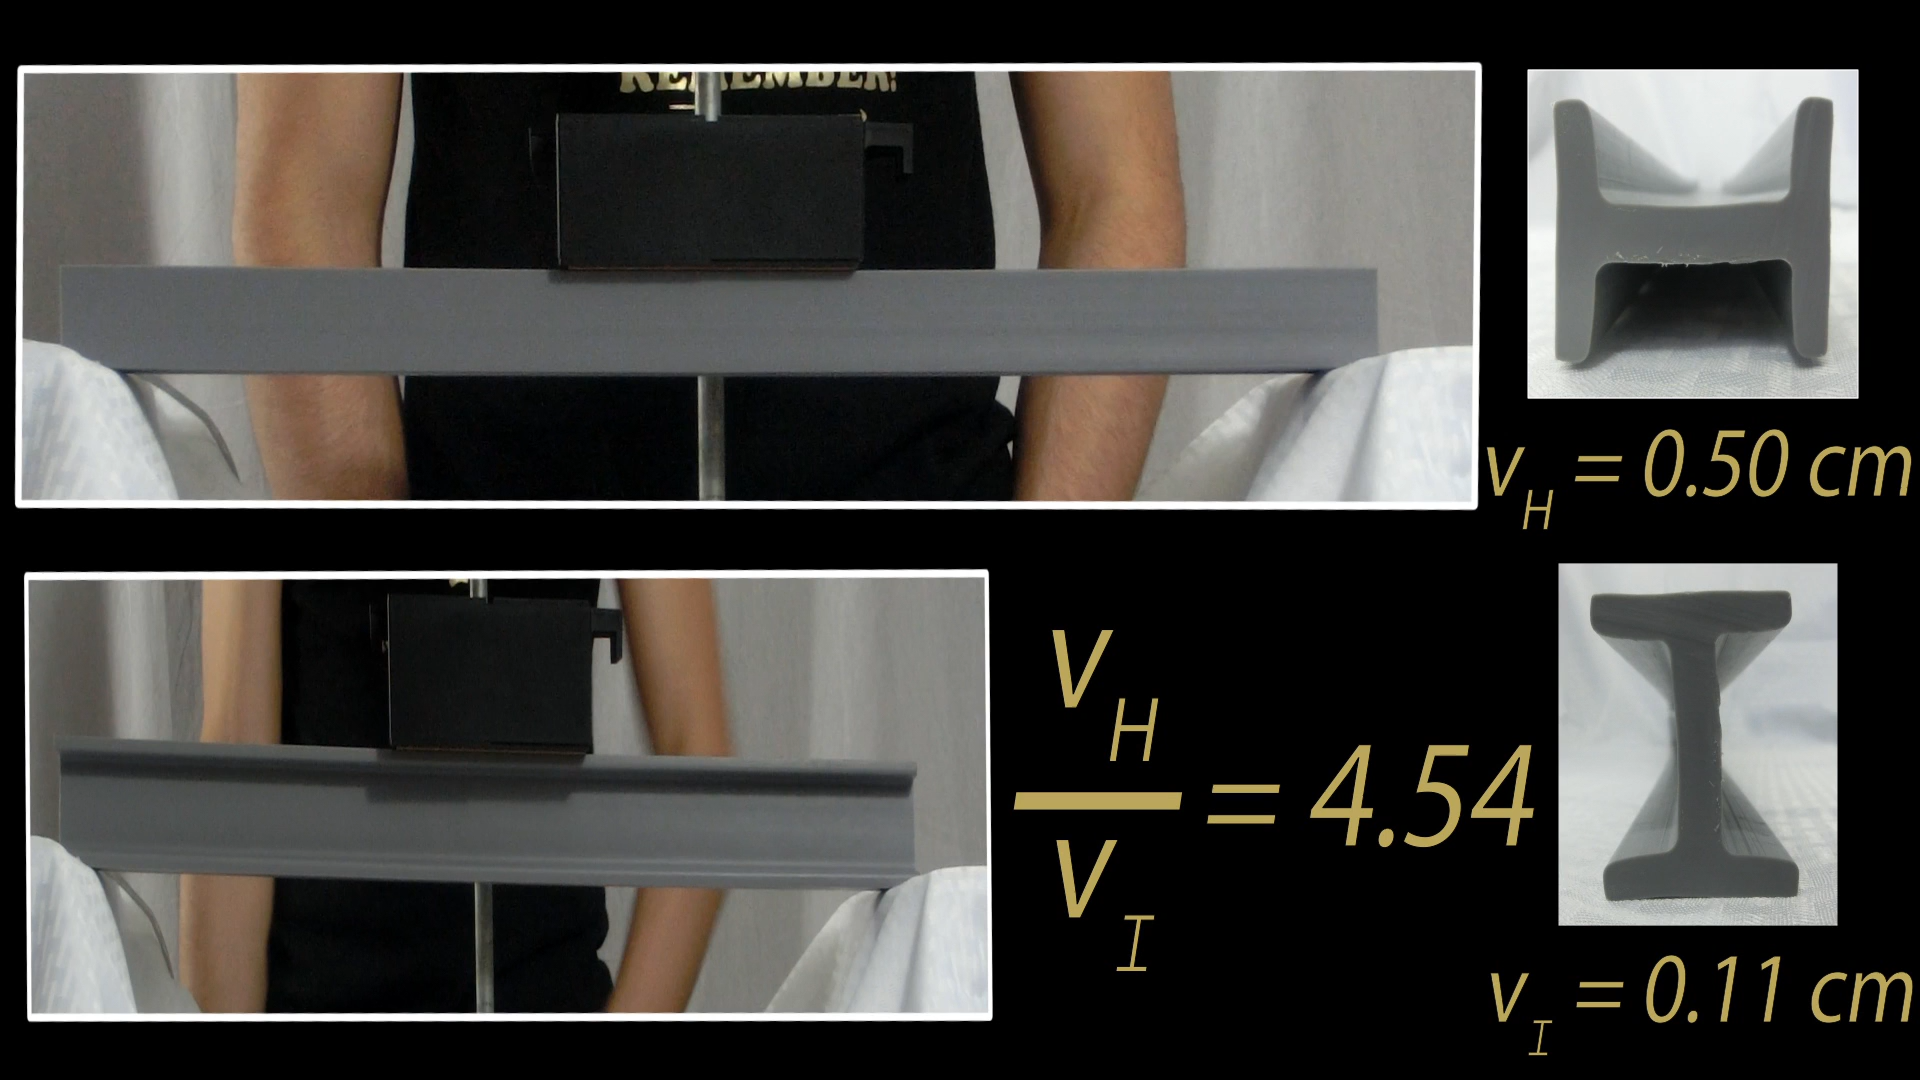 REMEMBER!
v_H = 0.50 cm
v_H / v_I = 4.54
v_I = 0.11 cm